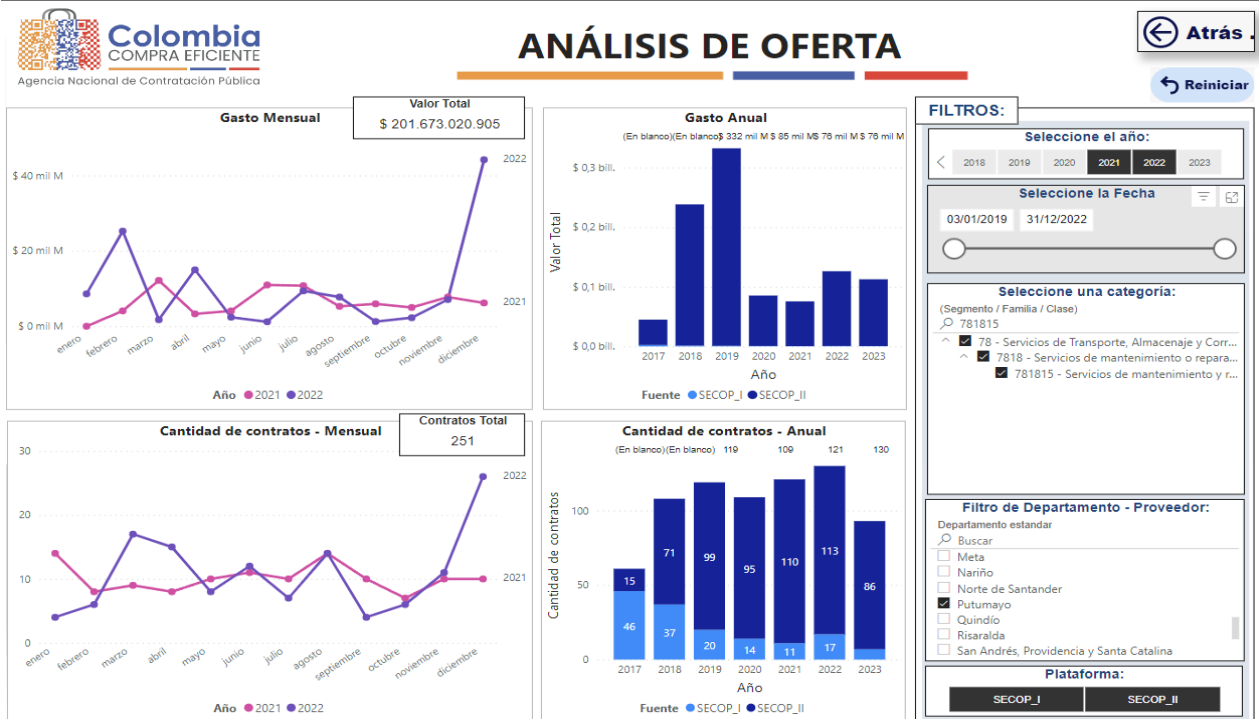 Colombia
COMPRA EFICIENTE
Agencia Nacional de Contratación Pública
ANÁLISIS DE OFERTA
Atrás .
Reiniciar
Gasto Mensual
Valor Total
$ 201.673.020.905
$ 40 mil M
$ 20 mil M
$ 0 mil M
2022
2021
enero febrero marzo abril mayo junio julio agosto septiembre octubre noviembre diciembre
Año 2021 2022
Gasto Anual
(En blanco)(En blanco$ 332 mil M $ 85 mil M$ 76 mil M $ 76 mil M
Valor Total
$ 0,3 bill.
$ 0,2 bill.
$ 0,1 bill.
$ 0,0 bill.
2017 2018 2019 2020 2021 2022 2023
Año
Fuente SECOP_I SECOP_II
Cantidad de contratos - Mensual
Contratos Total
251
30
20
10
0
2022
2021
enero febrero marzo abril mayo junio julio agosto septiembre octubre noviembre diciembre
Año 2021 2022
Cantidad de contratos - Anual
(En blanco)(En blanco) 119 109 121 130
Cantidad de contratos
100
50
0
15 71 99 95 110 113 86
46 37 20 14 11 17
2017 2018 2019 2020 2021 2022 2023
Año
Fuente SECOP_I SECOP_II
FILTROS:
Seleccione el año:
2018 2019 2020 2021 2022 2023
Seleccione la Fecha
03/01/2019 31/12/2022
Seleccione una categoría:
(Segmento / Familia / Clase)
781815
78 - Servicios de Transporte, Almacenaje y Corr...
7818 - Servicios de mantenimiento o repara...
781815 - Servicios de mantenimiento y r...
Filtro de Departamento - Proveedor:
Departamento estandar
Buscar
Meta
Nariño
Norte de Santander
Putumayo
Quindío
Risaralda
San Andrés, Providencia y Santa Catalina
Plataforma:
SECOP_I SECOP_II